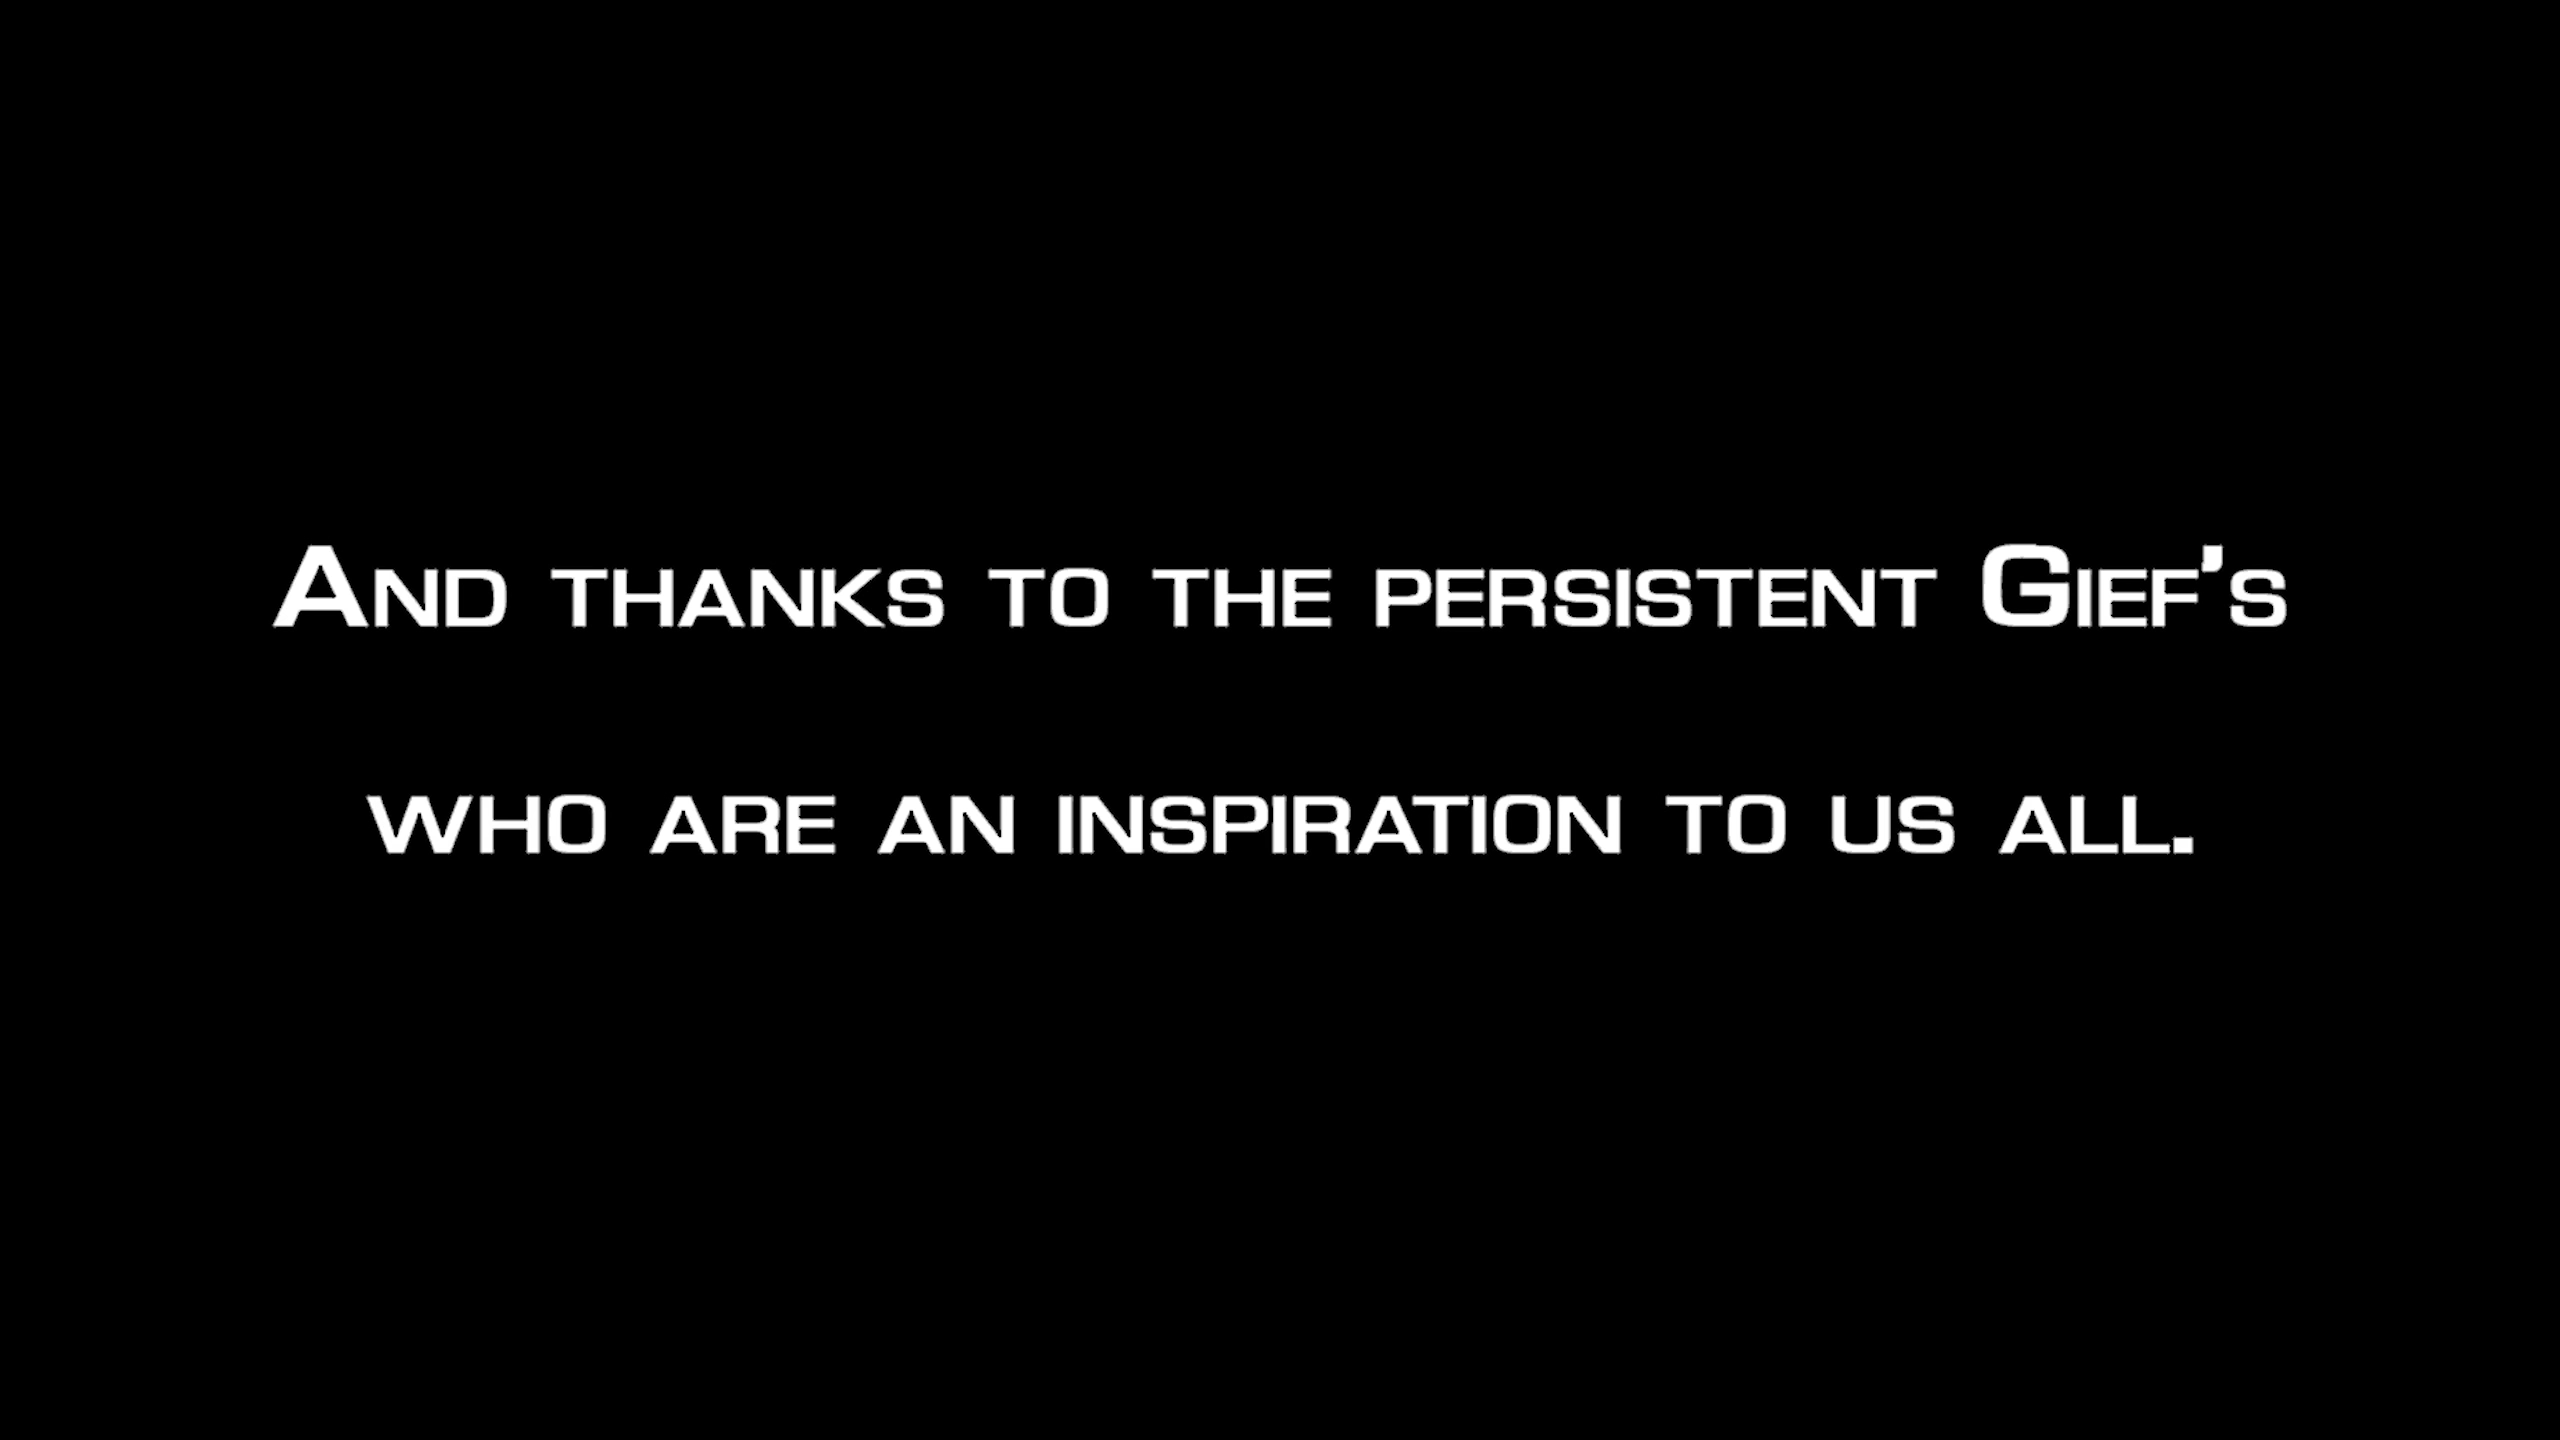 And thanks to the persistent Gief's
who are an inspiration to us all.